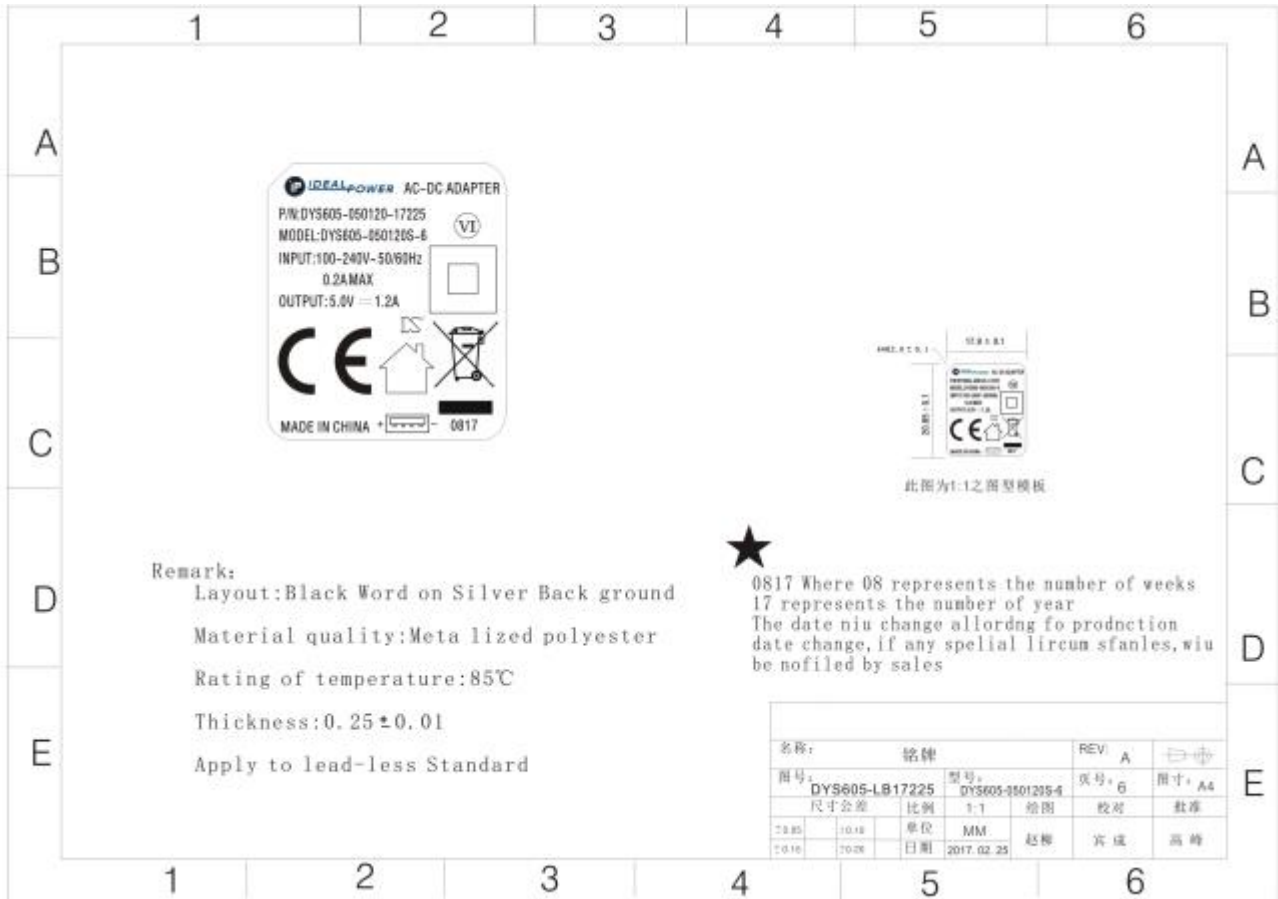 1 2 3 4 5 6
A
B
C
D
E
A
B
C
D
E
IDEAL POWER AC-DC ADAPTER
P/N:DYS605-050120-17225
MODEL:DYS605-050120S-6
VI
INPUT:100-240V~50/60Hz
0.2A MAX
OUTPUT:5.0V 1.2A
CE
MADE IN CHINA + - 0817
此图为1:1之图型模板
Remark:
Layout:Black Word on Silver Back ground
Material quality:Meta lized polyester
Rating of temperature:85℃
Thickness:0.25±0.01
Apply to lead-less Standard
★
0817 Where 08 represents the number of weeks
17 represents the number of year
The date niu change allordng fo prodnction
date change,if any spelial lircum sfanles,wiu
be nofiled by sales
名称: 铭牌 REV: A
图号: DYS605-LB17225 型号: DYS605-050120S-6 页号: 6 图寸: A4
尺寸公差 比例 1:1 绘图 校对 批准
单位 MM 赵柳 宾成 高峰
日期 2017.02.25
1 2 3 4 5 6